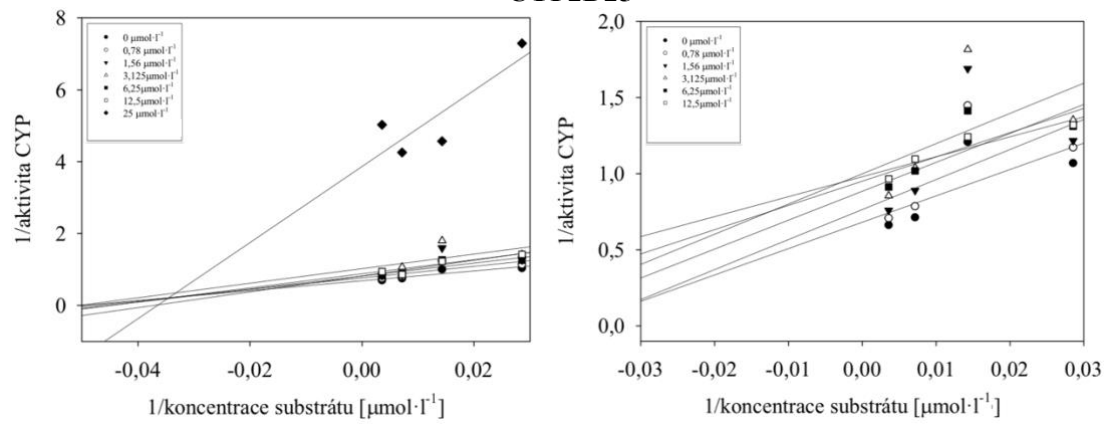 8
6
4
2
0
-0,04
-0,02
0,00
0,02
1/aktivita CYP
1/koncentrace substrátu [µmol·l-1]
0 µmol·l-1
0,78 µmol·l-1
1,56 µmol·l-1
3,125µmol·l-1
6,25µmol·l-1
12,5µmol·l-1
25 µmol·l-1
2,0
1,5
1,0
0,5
0,0
-0,03
-0,02
-0,01
0,00
0,01
0,02
0,03
1/aktivita CYP
1/koncentrace substrátu [µmol·l-1]
0 µmol·l-1
0,78 µmol·l-1
1,56 µmol·l-1
3,125µmol·l-1
6,25µmol·l-1
12,5µmol·l-1